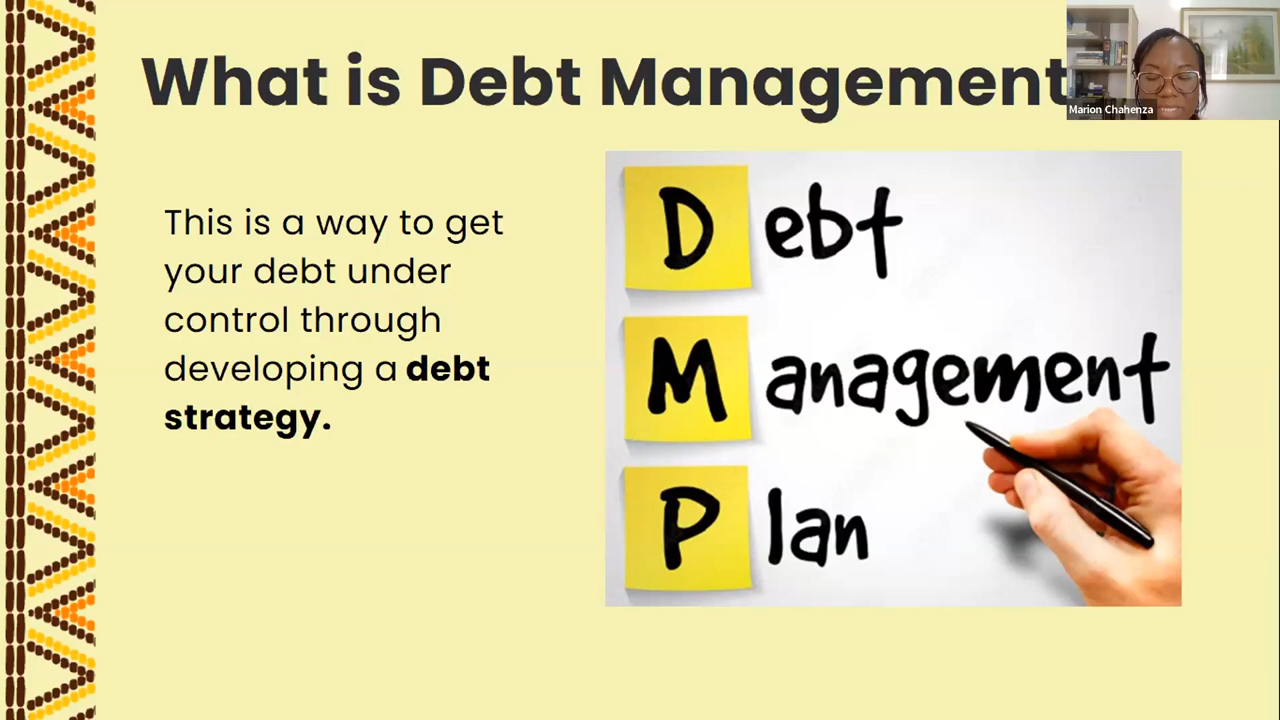 What is Debt Management
Marion Chahenza
This is a way to get
your debt under
control through
developing a debt
strategy.
Debt
Management
Plan